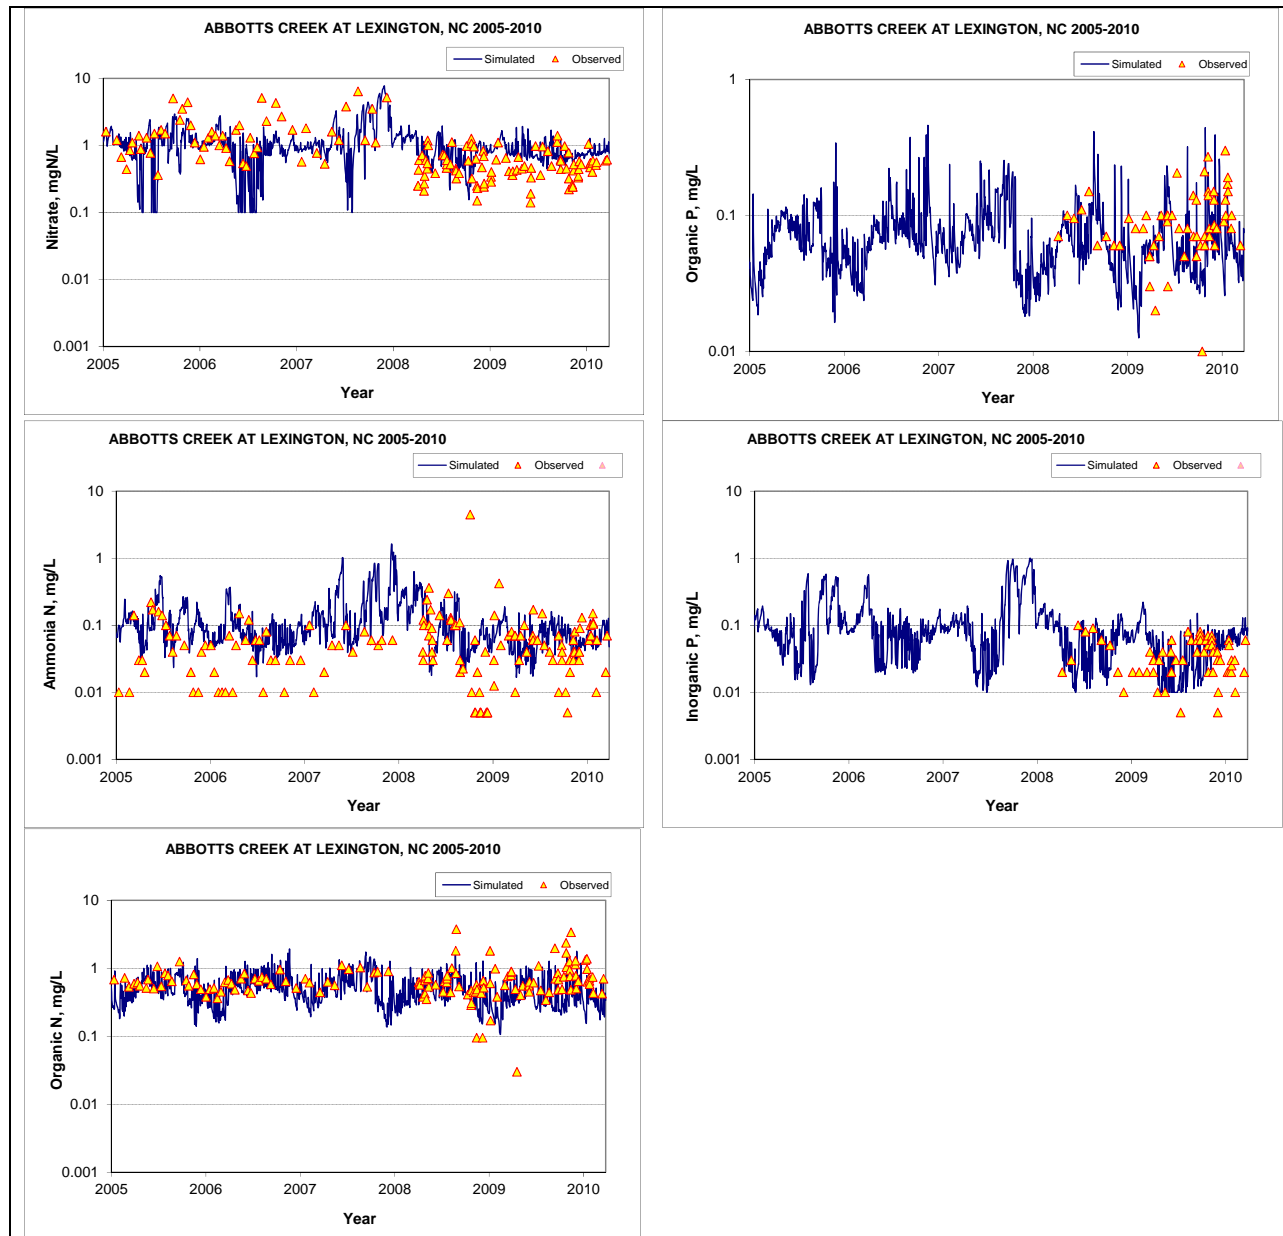 ABBOTTS CREEK AT LEXINGTON, NC 2005-2010
Simulated Observed
10
1
0.1
0.01
0.001
Nitrate, mgN/L
2005 2006 2007 2008 2009 2010
Year
ABBOTTS CREEK AT LEXINGTON, NC 2005-2010
Simulated Observed
1
0.1
0.01
Organic P, mg/L
2005 2006 2007 2008 2009 2010
Year
ABBOTTS CREEK AT LEXINGTON, NC 2005-2010
Simulated Observed
10
1
0.1
0.01
0.001
Ammonia N, mg/L
2005 2006 2007 2008 2009 2010
Year
ABBOTTS CREEK AT LEXINGTON, NC 2005-2010
Simulated Observed
10
1
0.1
0.01
0.001
Inorganic P, mg/L
2005 2006 2007 2008 2009 2010
Year
ABBOTTS CREEK AT LEXINGTON, NC 2005-2010
Simulated Observed
10
1
0.1
0.01
0.001
Organic N, mg/L
2005 2006 2007 2008 2009 2010
Year